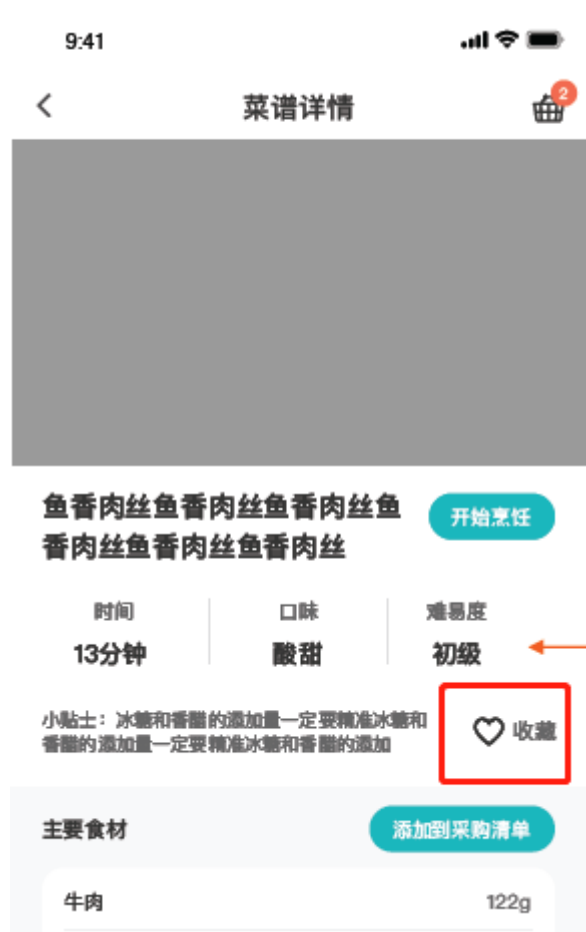 9:41
菜谱详情
2
鱼香肉丝鱼香肉丝鱼香肉丝鱼
香肉丝鱼香肉丝鱼香肉丝
开始烹饪
时间
口味
难易度
13分钟
酸甜
初级
小贴士：冰糖和香醋的添加量一定要精准冰糖和
香醋的添加量一定要精准冰糖和香醋的添加
收藏
主要食材
添加到采购清单
牛肉
122g